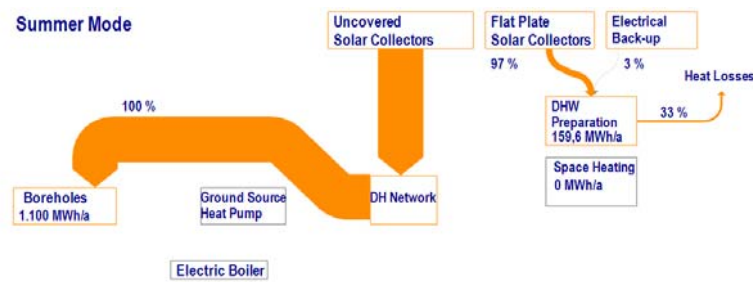 Summer Mode
Uncovered
Solar Collectors
Flat Plate
Solar Collectors
Electrical
Back-up
97 %
3 %
Heat Losses
100 %
DHW
Preparation
159,6 MWh/a
33 %
Space Heating
0 MWh/a
Boreholes
1.100 MWh/a
Ground Source
Heat Pump
DH Network
Electric Boiler